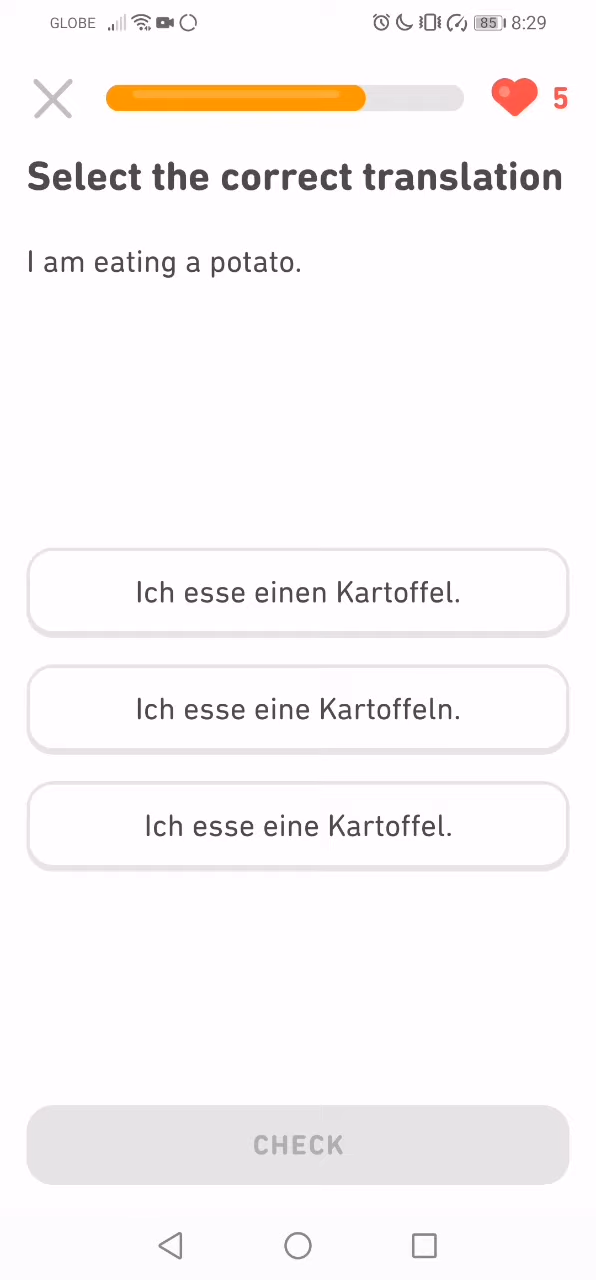 GLOBE 85 8:29
5
Select the correct translation
I am eating a potato.
Ich esse einen Kartoffel.
Ich esse eine Kartoffeln.
Ich esse eine Kartoffel.
CHECK